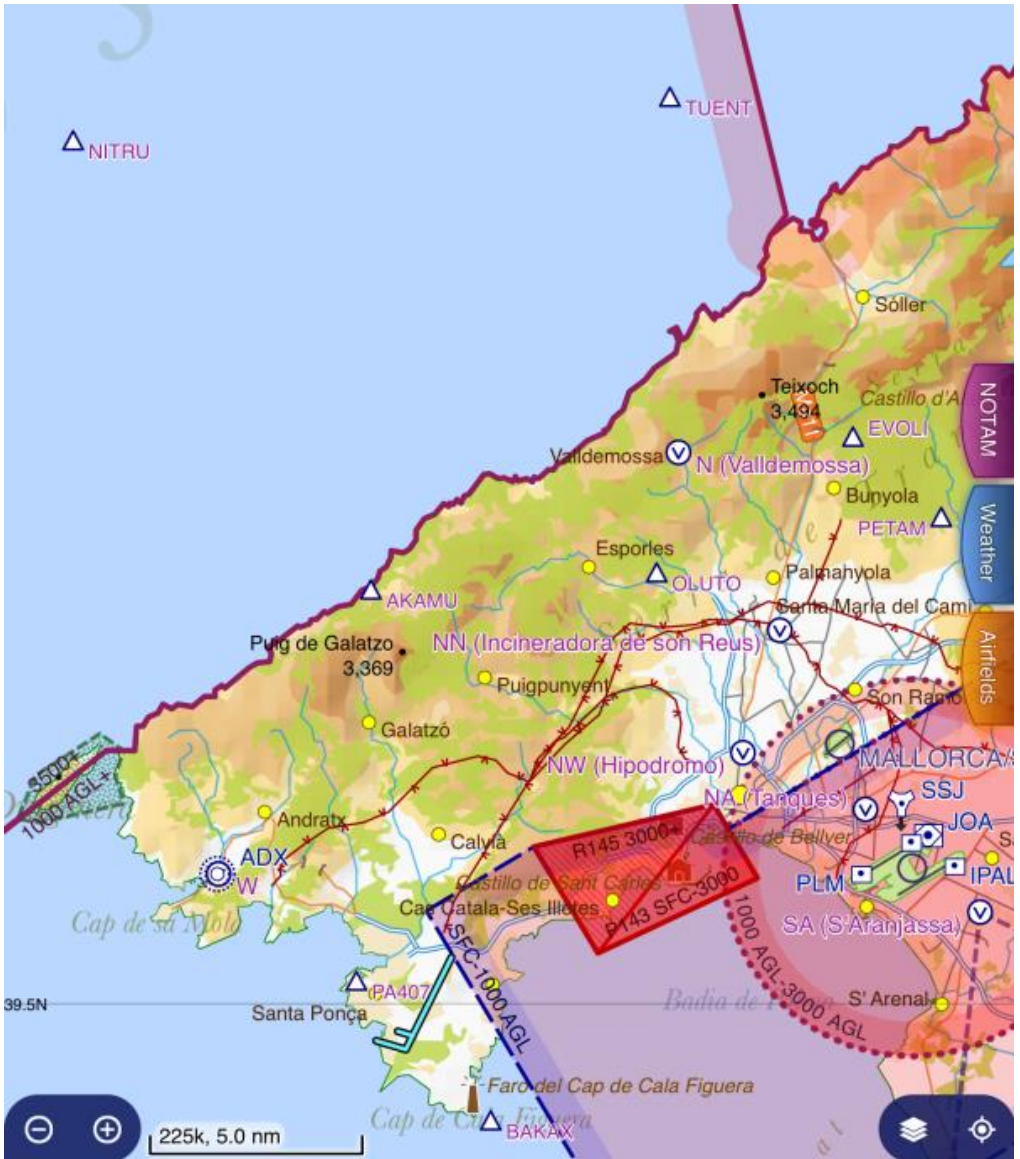 S
TUENT
NITRU
Sóller
Teixoch
3,494
Castillo d'A
EVOLI
NOTAM
Valldemossa
N (Valldemossa)
Bunyola
PETAM
Weather
Esporles
OLUTO
Palmanyola
AKAMU
Santa Maria del Camí
Puig de Galatzo
3,369
NN (Incineradora de son Reus)
Airfields
Puigpunyent
Son Ramo
Galatzó
NW (Hipodromo)
MALLORCA/S
3500+
1000 AGL+
NA (Tanques)
SSJ
Andratx
Calvià
R145 3000+
Castillo de Bellver
JOA
ADX
W
Castillo de Sant Carles
PLM
IPAL
Cas Catala-Ses Illetes
R143 SFC-3000
Cap de sa Mola
SA (S'Aranjassa)
SFC-1000 AGL
1000 AGL-3000 AGL
PA407
39.5N
Badia de
S' Arenal
Santa Ponça
Faro del Cap de Cala Figuera
Cap de Cala Figuera
BAKAX
225k, 5.0 nm